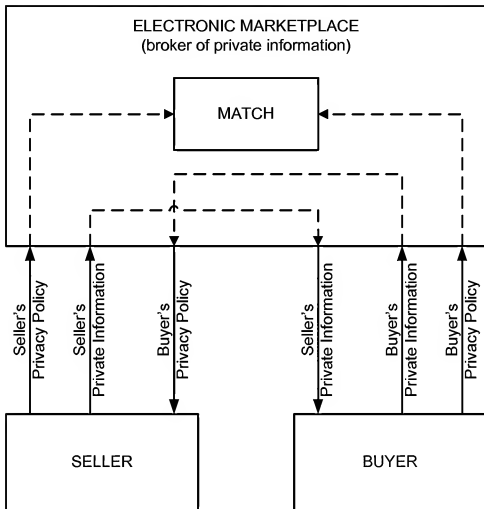 ELECTRONIC MARKETPLACE
(broker of private information)
MATCH
Seller's
Privacy Policy
Seller's
Private Information
Buyer's
Privacy Policy
Seller's
Private Information
Buyer's
Private Information
Buyer's
Privacy Policy
SELLER
BUYER